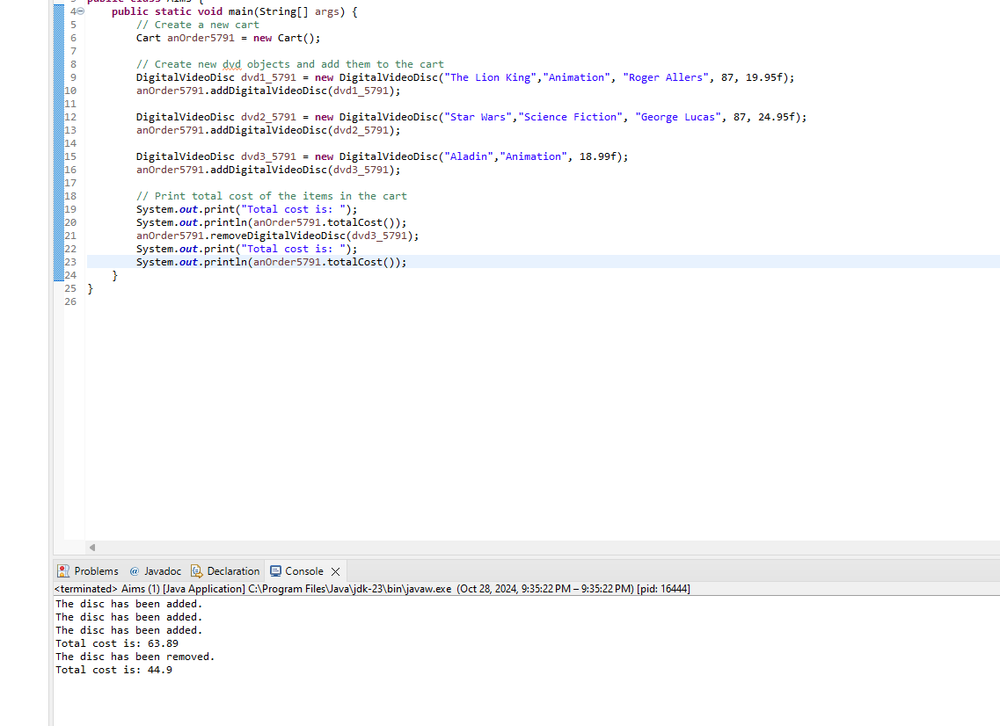 public class Aims {
4 public static void main(String[] args) {
5 // Create a new cart
6 Cart anOrder5791 = new Cart();
7
8 // Create new dvd objects and add them to the cart
9 DigitalVideoDisc dvd1_5791 = new DigitalVideoDisc("The Lion King","Animation", "Roger Allers", 87, 19.95f);
10 anOrder5791.addDigitalVideoDisc(dvd1_5791);
11
12 DigitalVideoDisc dvd2_5791 = new DigitalVideoDisc("Star Wars","Science Fiction", "George Lucas", 87, 24.95f);
13 anOrder5791.addDigitalVideoDisc(dvd2_5791);
14
15 DigitalVideoDisc dvd3_5791 = new DigitalVideoDisc("Aladin","Animation", 18.99f);
16 anOrder5791.addDigitalVideoDisc(dvd3_5791);
17
18 // Print total cost of the items in the cart
19 System.out.print("Total cost is: ");
20 System.out.println(anOrder5791.totalCost());
21 anOrder5791.removeDigitalVideoDisc(dvd3_5791);
22 System.out.print("Total cost is: ");
23 System.out.println(anOrder5791.totalCost());
24 }
25 }
26
Problems @ Javadoc Declaration Console
<terminated> Aims (1) [Java Application] C:\Program Files\Java\jdk-23\bin\javaw.exe (Oct 28, 2024, 9:35:22 PM – 9:35:22 PM) [pid: 16444]
The disc has been added.
The disc has been added.
The disc has been added.
Total cost is: 63.89
The disc has been removed.
Total cost is: 44.9